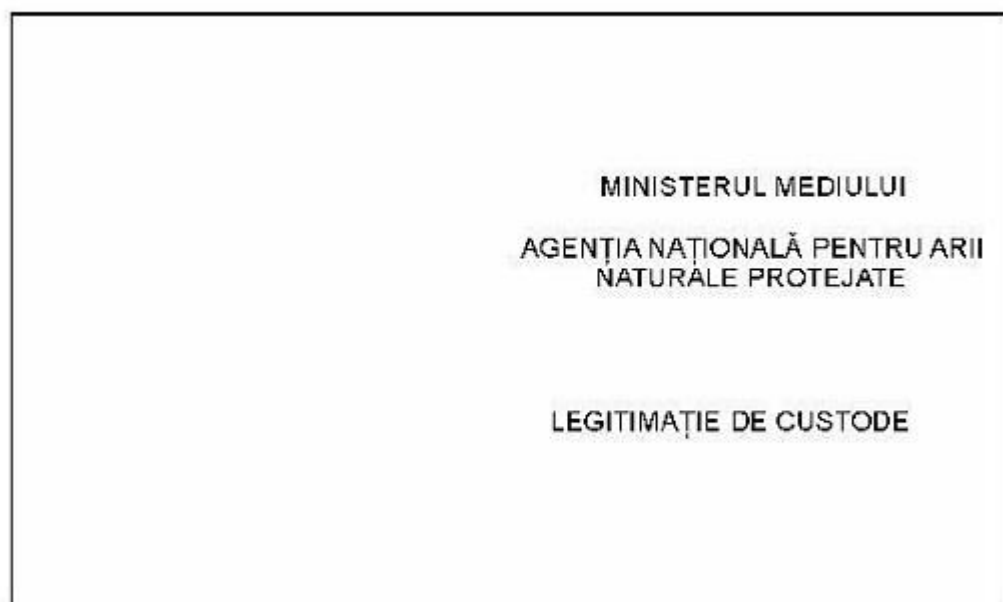 MINISTERUL MEDIULUI
AGENȚIA NAȚIONALĂ PENTRU ARII
NATURALE PROTEJATE
LEGITIMAȚIE DE CUSTODE